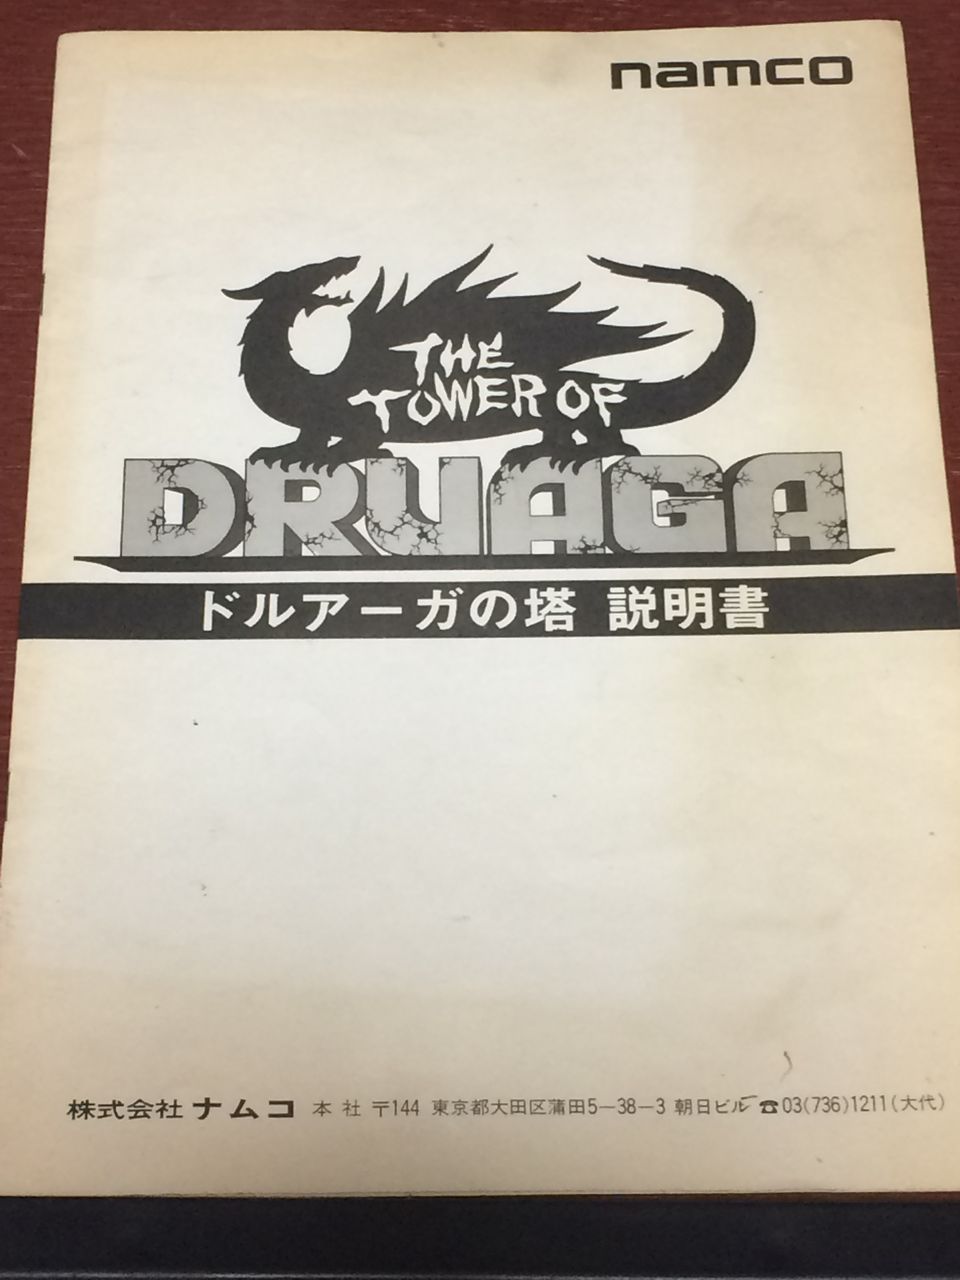 namco
THE
TOWER OF
DRUAGA
ドルアーガの塔 説明書
株式会社 ナムコ 本社 〒144 東京都大田区蒲田5−38−3 朝日ビル ☎03(736)1211(大代)